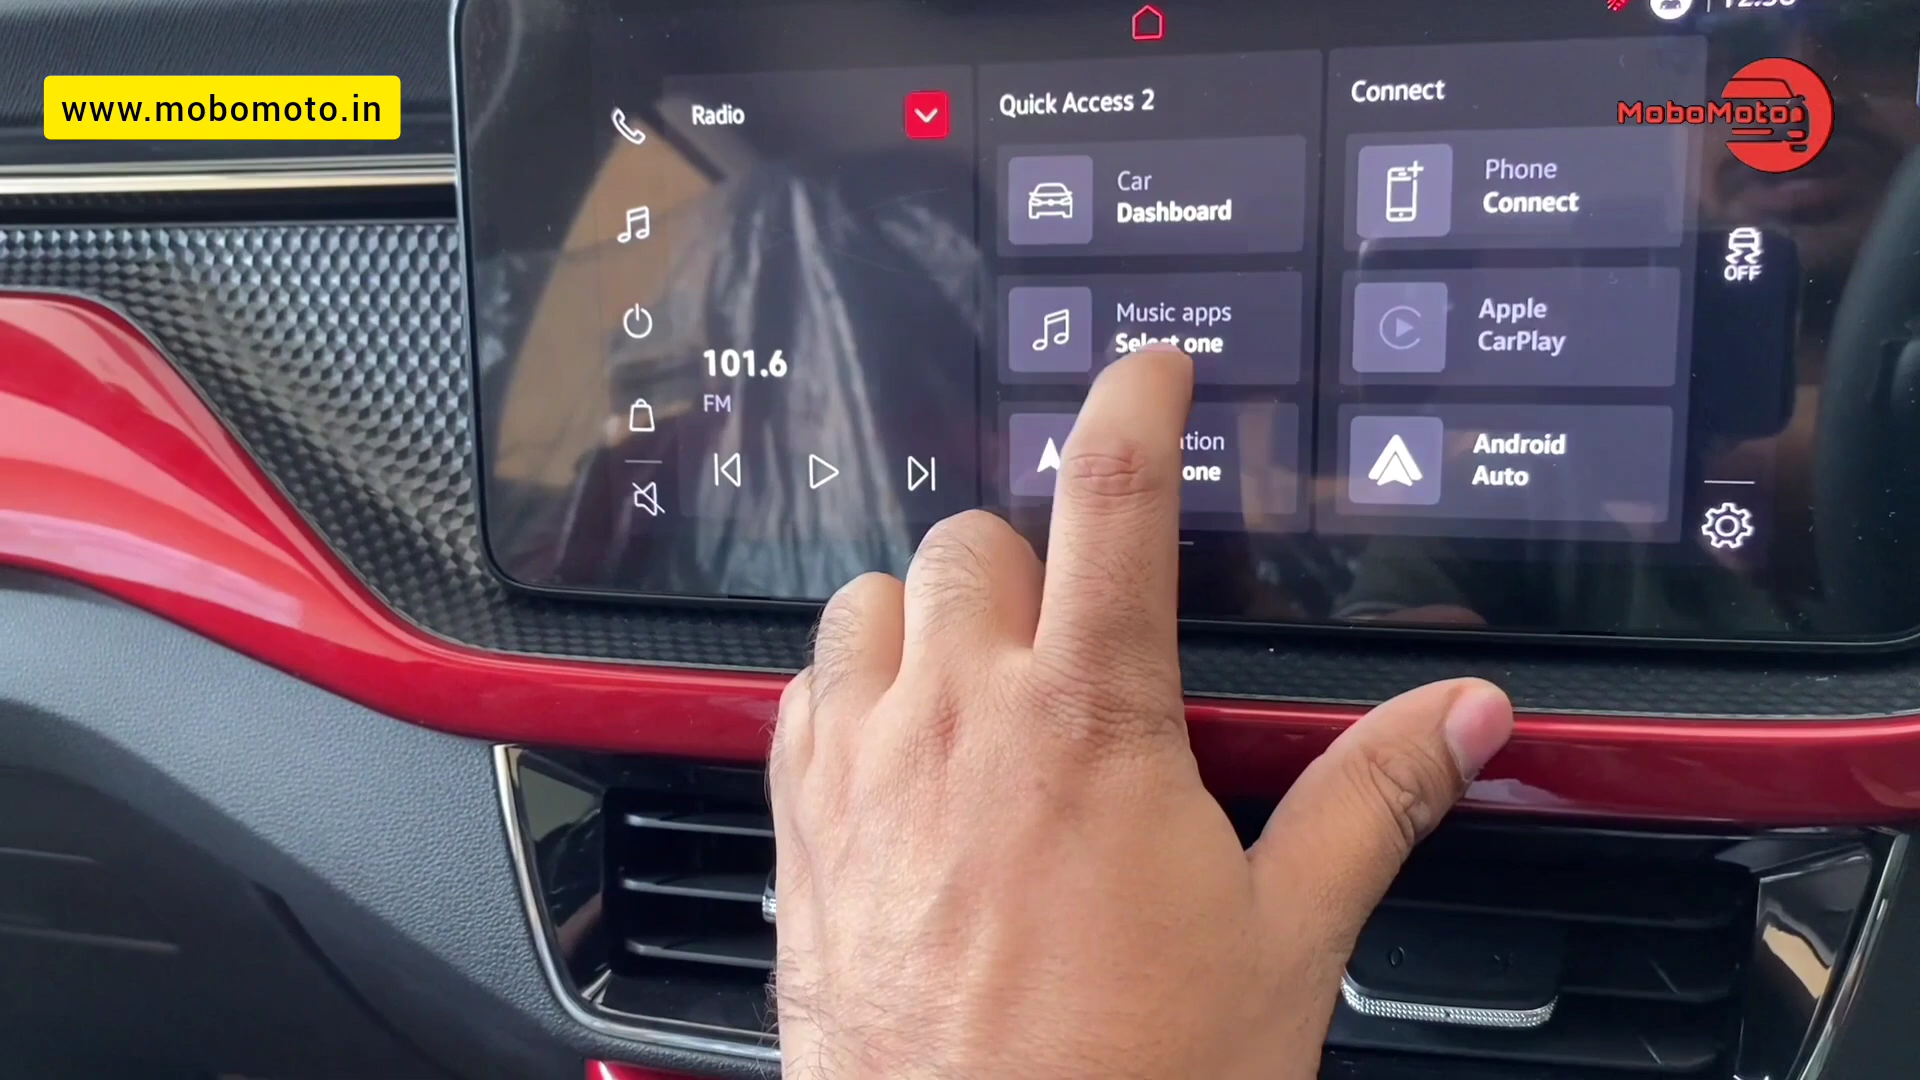 www.mobomoto.in
MoboMoto
Radio
101.6
FM
Quick Access 2
Car
Dashboard
Music apps
Select one
one
Connect
Phone
Connect
Apple
CarPlay
Android
Auto
OFF